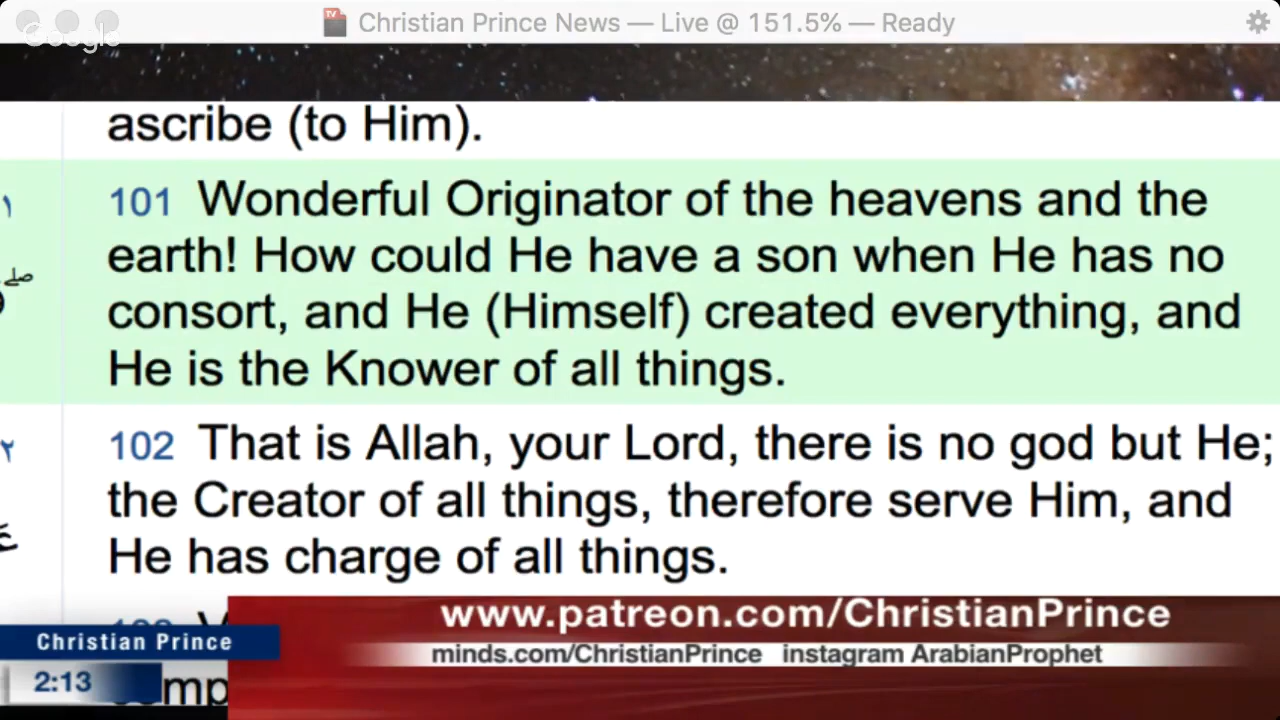 Google
TV
Christian Prince News — Live @ 151.5% — Ready
ascribe (to Him).
١ 101 Wonderful Originator of the heavens and the
earth! How could He have a son when He has no
consort, and He (Himself) created everything, and
He is the Knower of all things.
٢ 102 That is Allah, your Lord, there is no god but He;
the Creator of all things, therefore serve Him, and
He has charge of all things.
www.patreon.com/ChristianPrince
Christian Prince
minds.com/ChristianPrince instagram ArabianProphet
2:13